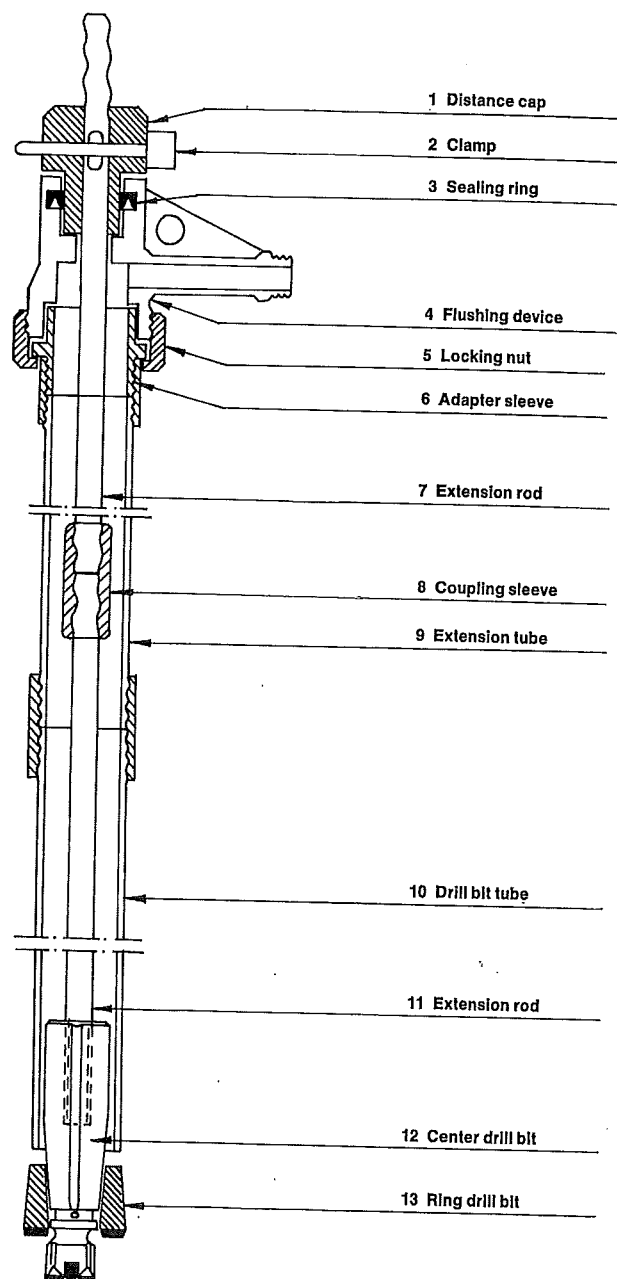 1 Distance cap
2 Clamp
3 Sealing ring
4 Flushing device
5 Locking nut
6 Adapter sleeve
7 Extension rod
8 Coupling sleeve
9 Extension tube
10 Drill bit tube
11 Extension rod
12 Center drill bit
13 Ring drill bit